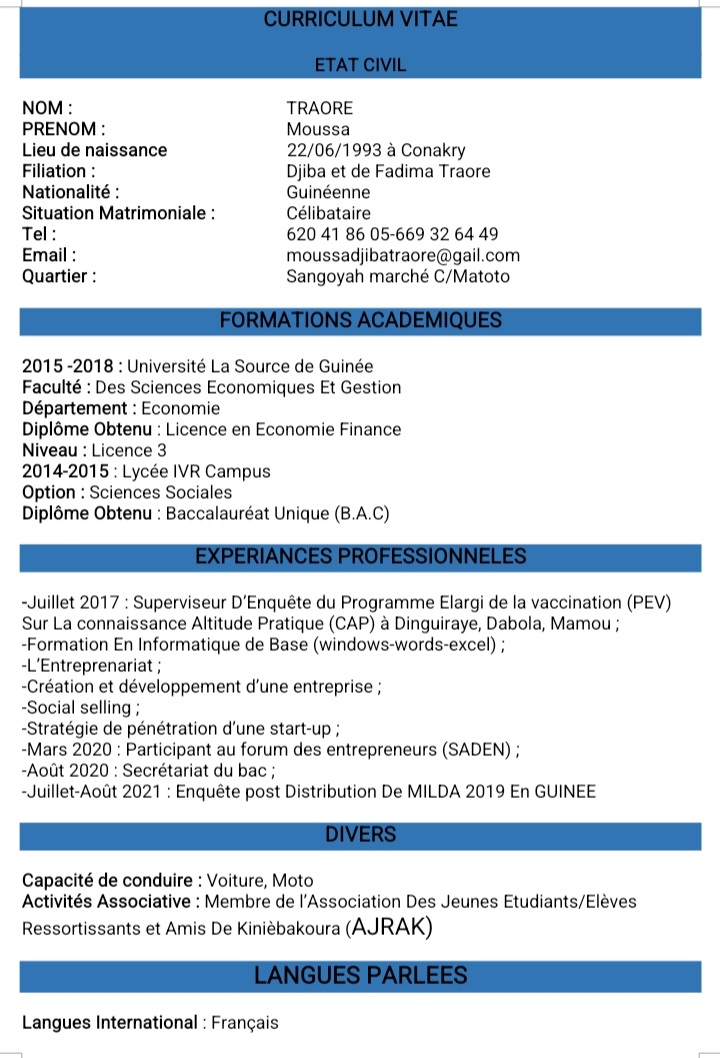 CURRICULUM VITAE
ETAT CIVIL
NOM : TRAORE
PRENOM : Moussa
Lieu de naissance 22/06/1993 à Conakry
Filiation : Djiba et de Fadima Traore
Nationalité : Guinéenne
Situation Matrimoniale : Célibataire
Tel : 620 41 86 05-669 32 64 49
Email : moussadjibatraore@gail.com
Quartier : Sangoyah marché C/Matoto
FORMATIONS ACADEMIQUES
2015 -2018 : Université La Source de Guinée
Faculté : Des Sciences Economiques Et Gestion
Département : Economie
Diplôme Obtenu : Licence en Economie Finance
Niveau : Licence 3
2014-2015 : Lycée IVR Campus
Option : Sciences Sociales
Diplôme Obtenu : Baccalauréat Unique (B.A.C)
EXPERIANCES PROFESSIONNELES
-Juillet 2017 : Superviseur D’Enquête du Programme Elargi de la vaccination (PEV)
Sur La connaissance Altitude Pratique (CAP) à Dinguiraye, Dabola, Mamou ;
-Formation En Informatique de Base (windows-words-excel) ;
-L’Entreprenariat ;
-Création et développement d’une entreprise ;
-Social selling ;
-Stratégie de pénétration d’une start-up ;
-Mars 2020 : Participant au forum des entrepreneurs (SADEN) ;
-Août 2020 : Secrétariat du bac ;
-Juillet-Août 2021 : Enquête post Distribution De MILDA 2019 En GUINEE
DIVERS
Capacité de conduire : Voiture, Moto
Activités Associative : Membre de l’Association Des Jeunes Etudiants/Elèves
Ressortissants et Amis De Kinièbakoura (AJRAK)
LANGUES PARLEES
Langues International : Français